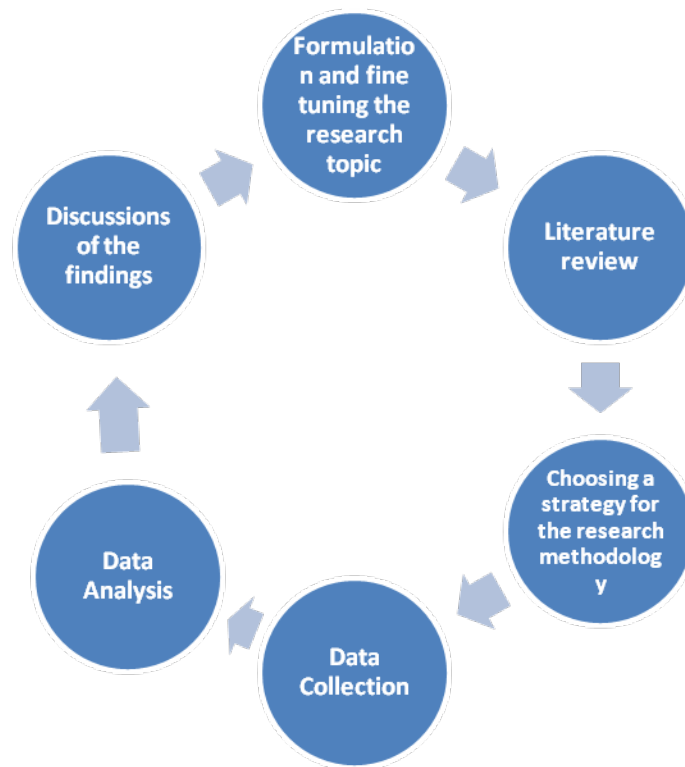 Formulatio
n and fine
tuning the
research
topic
Literature
review
Choosing a
strategy for
the research
methodolog
y
Data
Collection
Data
Analysis
Discussions
of the
findings